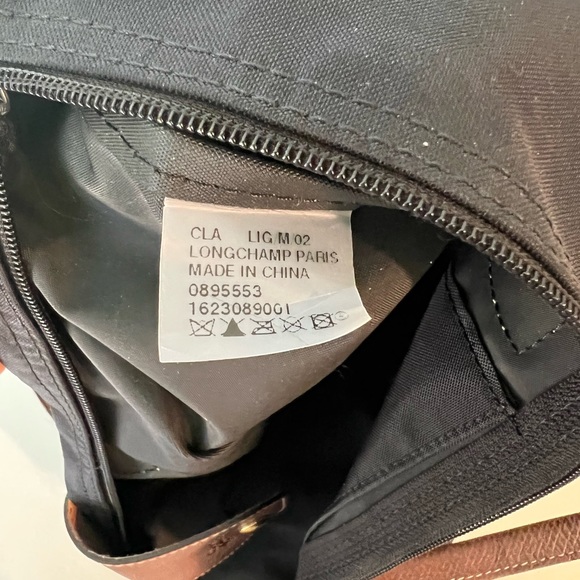 CLA LIG M 02
LONGCHAMP PARIS
MADE IN CHINA
0895553
1623089001